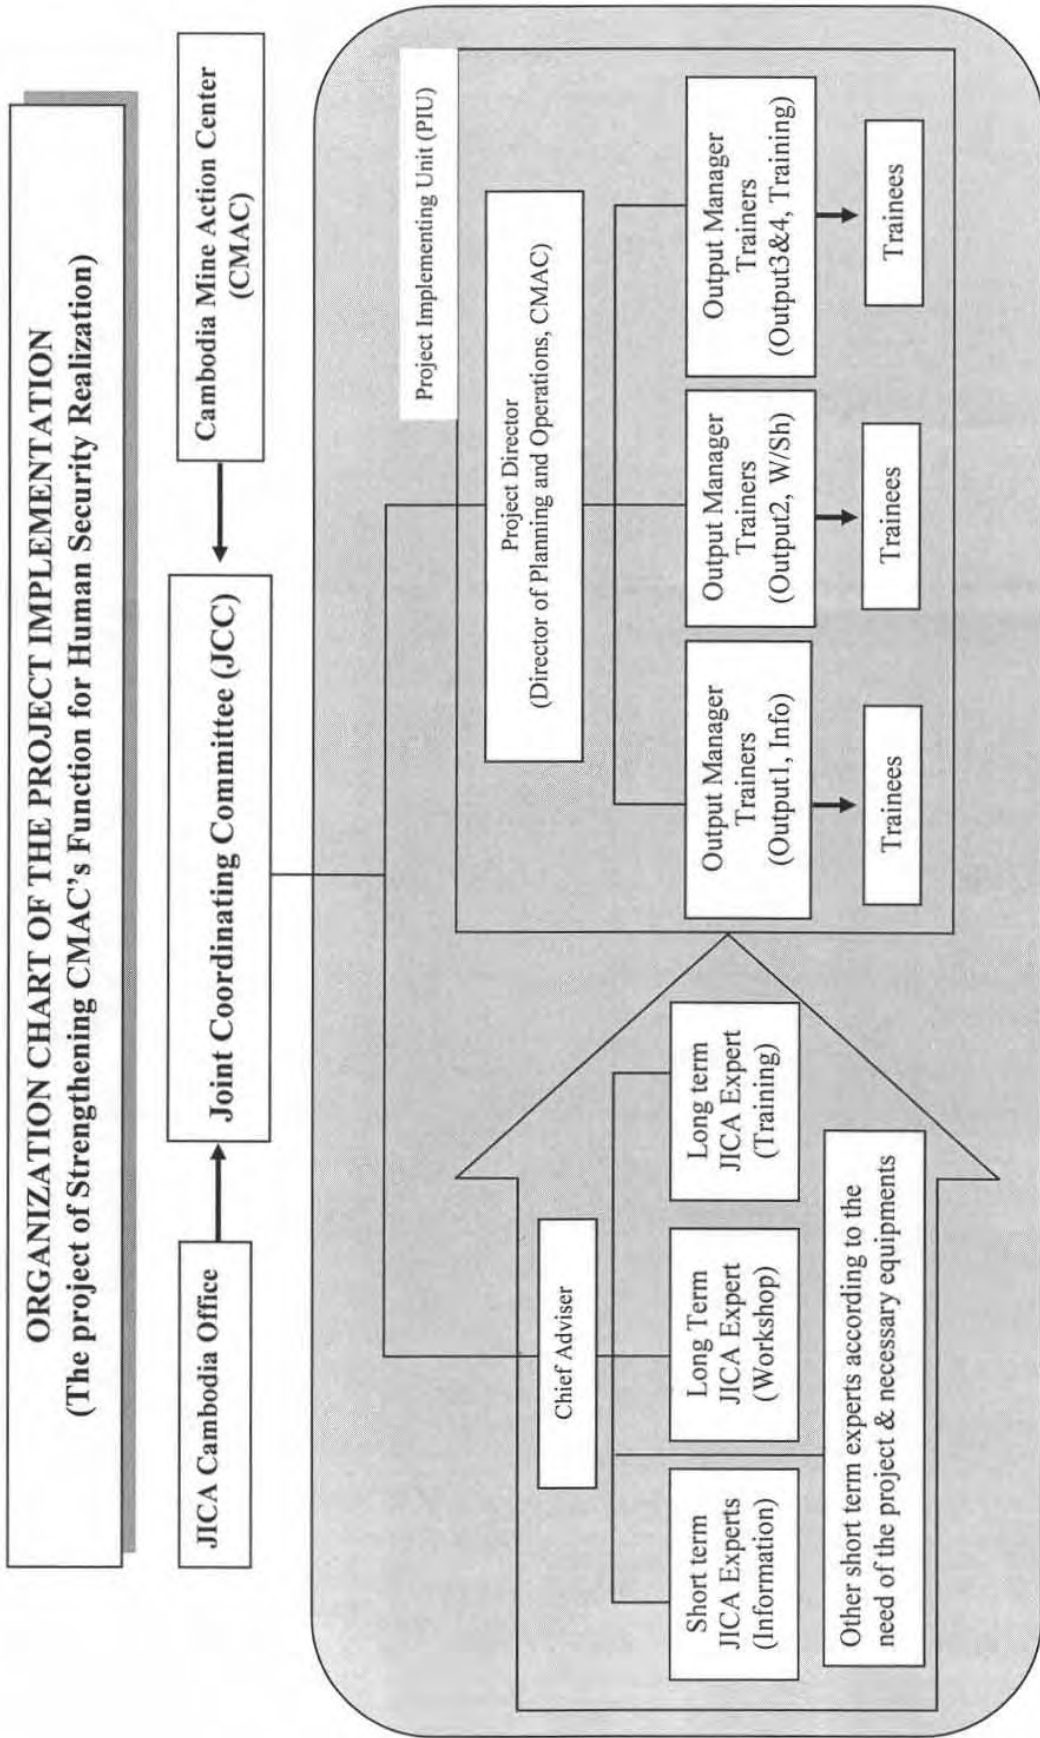 ORGANIZATION CHART OF THE PROJECT IMPLEMENTATION
(The project of Strengthening CMAC's Function for Human Security Realization)
JICA Cambodia Office
Joint Coordinating Committee (JCC)
Cambodia Mine Action Center
(CMAC)
Chief Adviser
Short term
JICA Experts
(Information)
Long Term
JICA Expert
(Workshop)
Long term
JICA Expert
(Training)
Other short term experts according to the
need of the project & necessary equipments
Project Implementing Unit (PIU)
Project Director
(Director of Planning and Operations, CMAC)
Output Manager
Trainers
(Output1, Info)
Output Manager
Trainers
(Output2, W/Sh)
Output Manager
Trainers
(Output3&4, Training)
Trainees
Trainees
Trainees